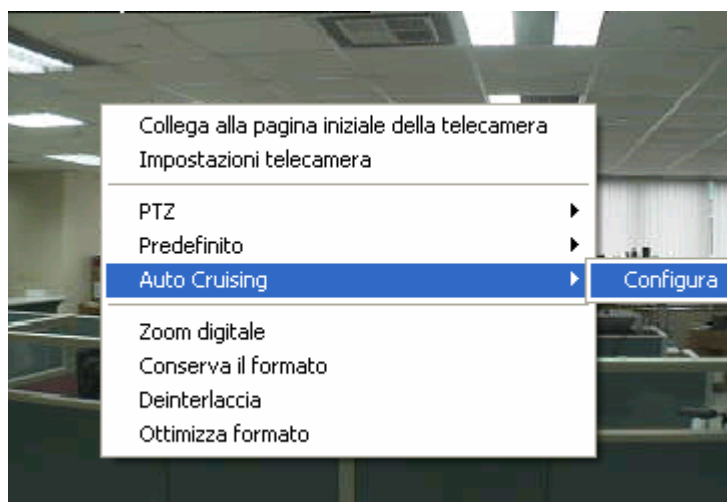 Collega alla pagina iniziale della telecamera
Impostazioni telecamera
PTZ
Predefinito
Auto Cruising
Configura
Zoom digitale
Conserva il formato
Deinterlaccia
Ottimizza formato